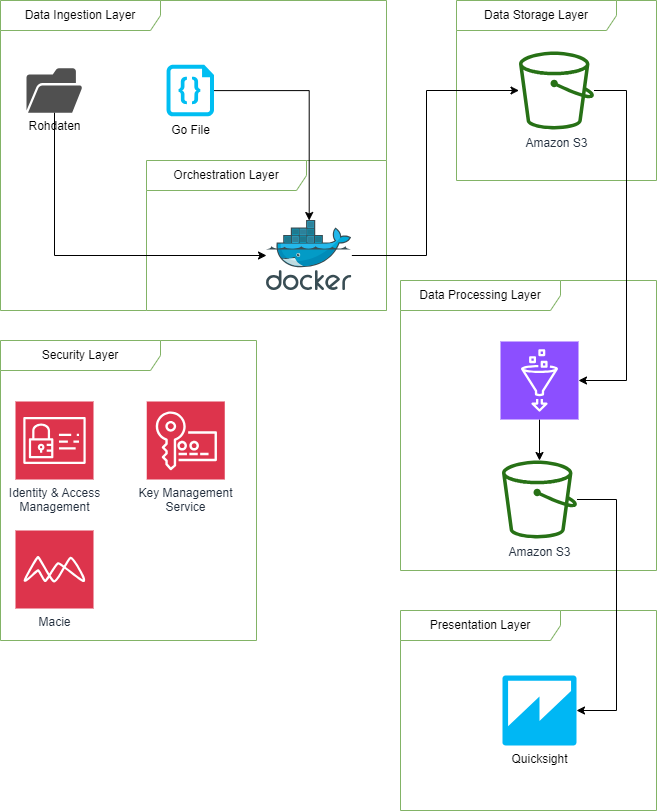 Data Ingestion Layer
Rohdaten
Go File
Orchestration Layer
docker
Data Storage Layer
Amazon S3
Data Processing Layer
Amazon S3
Security Layer
Identity & Access
Management
Key Management
Service
Macie
Presentation Layer
Quicksight